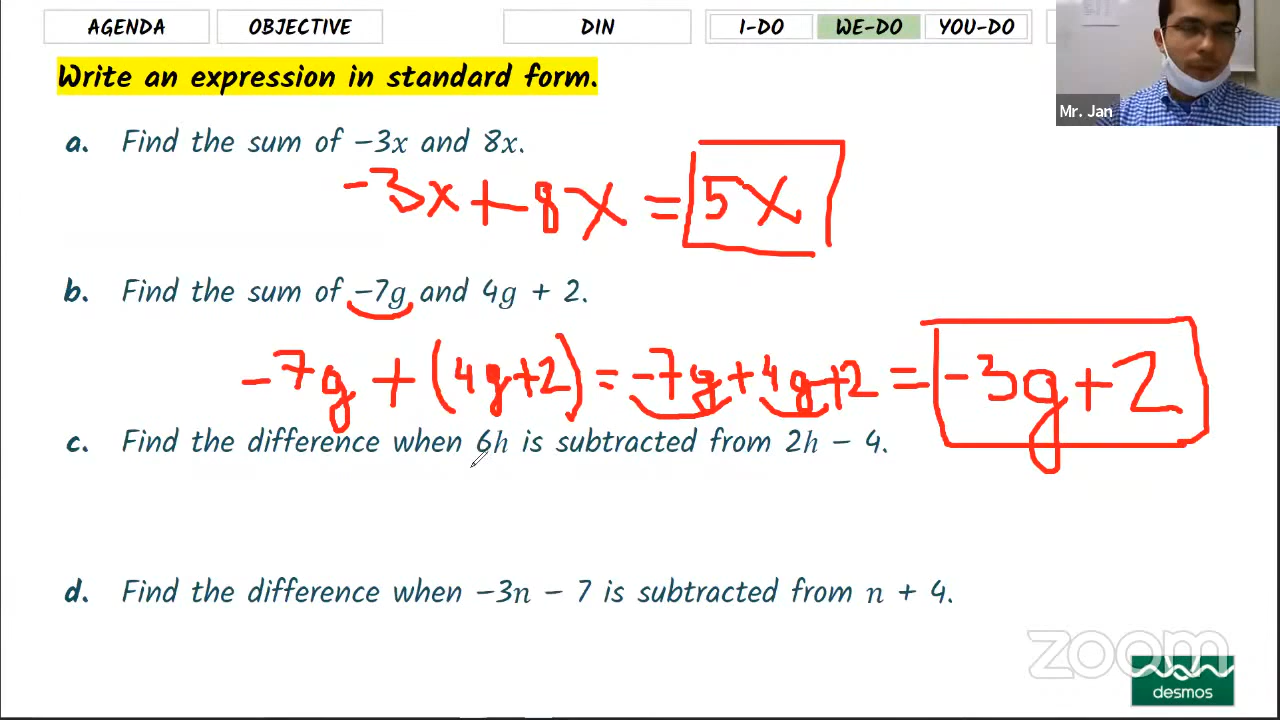 AGENDA OBJECTIVE DIN I-DO WE-DO YOU-DO
Write an expression in standard form.
Mr. Jan
a. Find the sum of −3x and 8x.
-3x+8x = 5x
b. Find the sum of −7g and 4g + 2.
-7g + (4g+2) = -7g+4g+2 = -3g+2
c. Find the difference when 6h is subtracted from 2h − 4.
d. Find the difference when −3n − 7 is subtracted from n + 4.
zoom
desmos